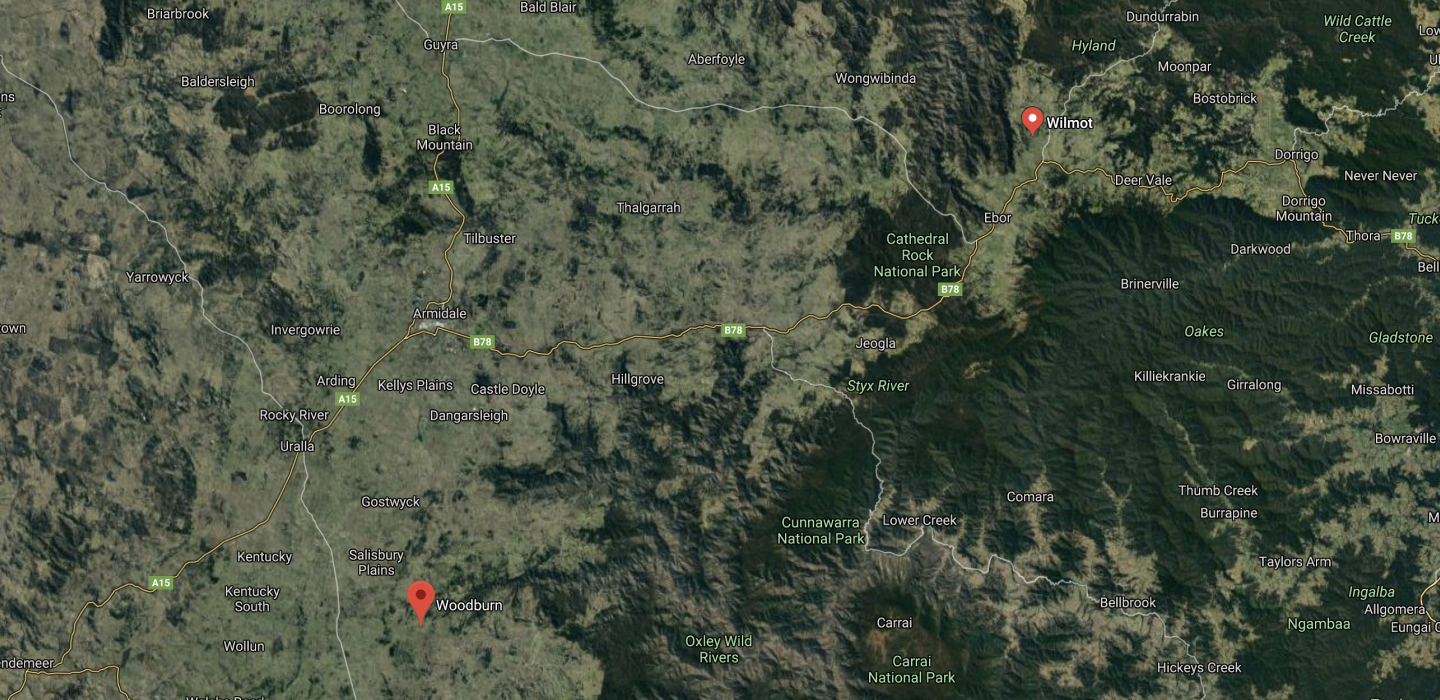 A15
Bald Blair
Briarbrook
Dundurrabin
Wild Cattle
Creek
Guyra
Hyland
Aberfoyle
Moonpar
Wongwibinda
Baldersleigh
Boorolong
Bostobrick
Black
Mountain
Wilmot
Dorrigo
A15
Deer Vale
Never Never
Thalgarrah
Ebor
Dorrigo
Mountain
Tilbuster
Thora
B78
Cathedral
Rock
National Park
Darkwood
Yarrowyck
Brinerville
B78
Armidale
Invergowrie
B78
B78
Oakes
Gladstone
Jeogla
Arding
Kellys Plains
Castle Doyle
Hillgrove
Styx River
Killiekrankie
Girralong
Missabotti
A15
Rocky River
Dangarsleigh
Uralla
Bowraville
Gostwyck
Comara
Thumb Creek
Burrapine
Cunnawarra
National Park
Lower Creek
Kentucky
Salisbury
Plains
Taylors Arm
A15
Kentucky
South
Woodburn
Bellbrook
Ingalba
Allgomera
Ngambaa
Carrai
Wollun
Oxley Wild
Rivers
Carrai
National Park
Hickeys Creek